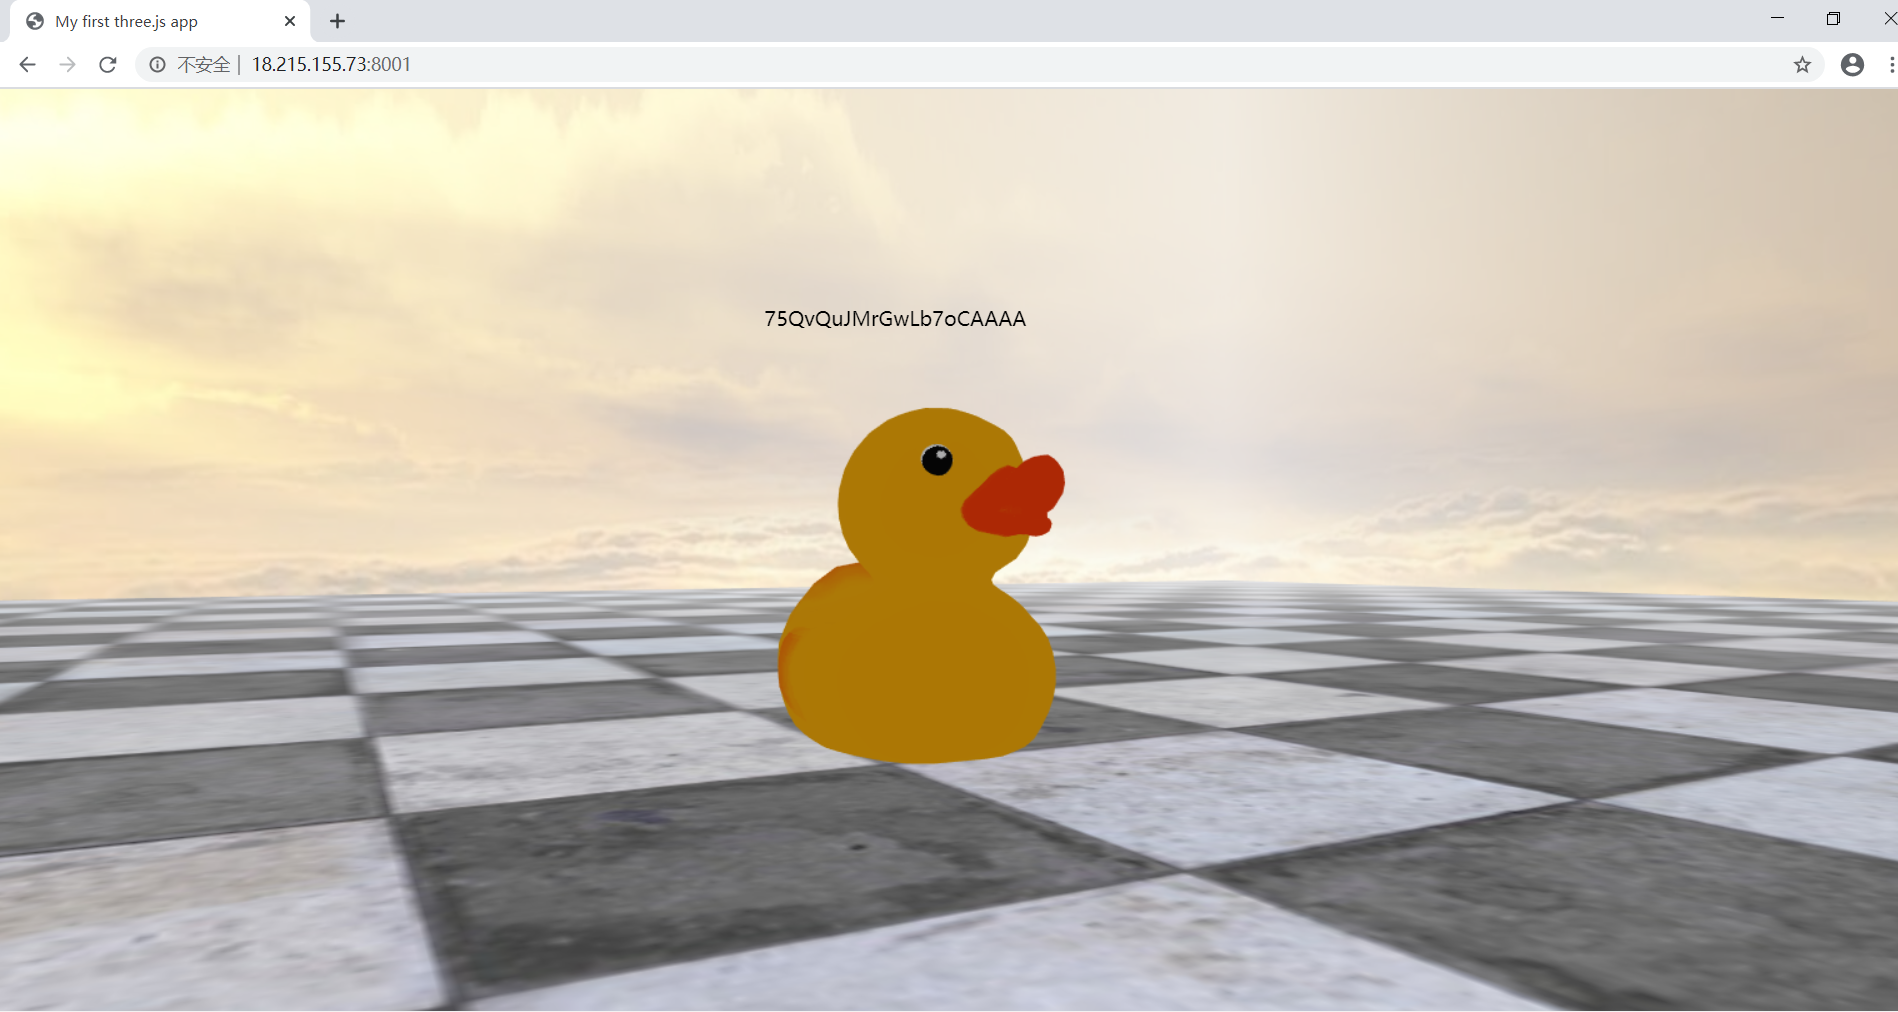 My first three.js app
不安全 | 18.215.155.73:8001
75QvQuJMrGwLb7oCAAAA